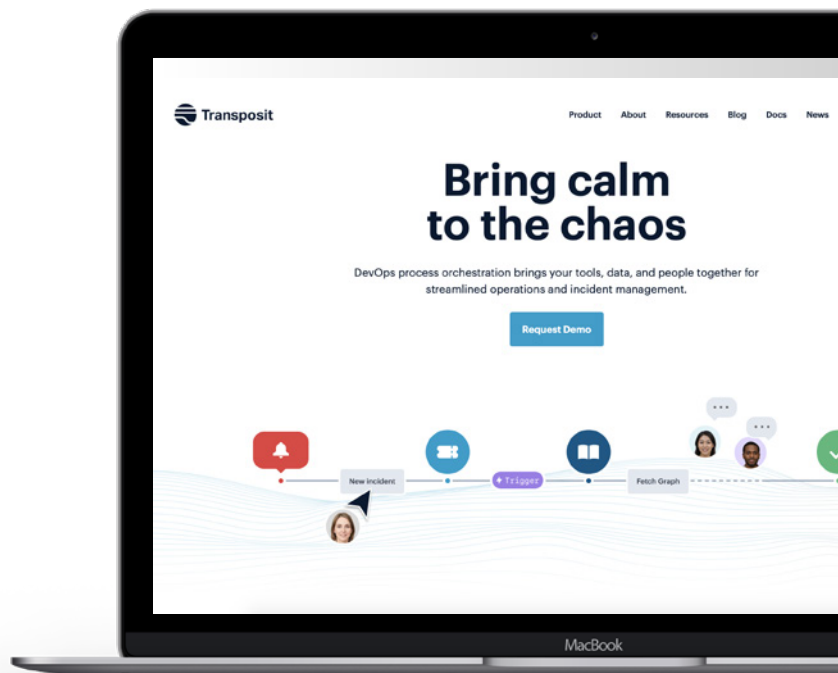 Transposit
Product About Resources Blog Docs News
Bring calm
to the chaos
DevOps process orchestration brings your tools, data, and people together for
streamlined operations and incident management.
Request Demo
New incident
Trigger
Fetch Graph
MacBook